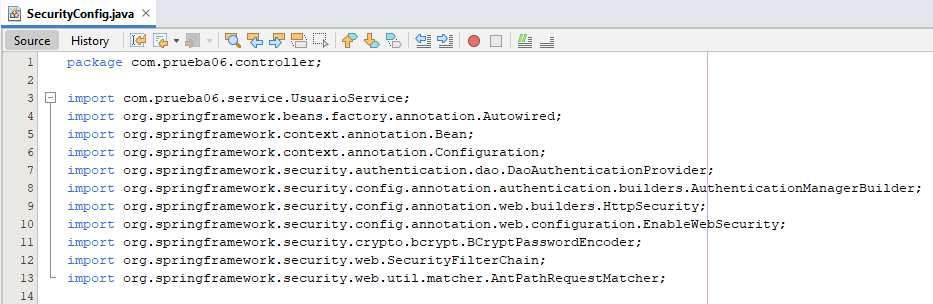 SecurityConfig.java
Source History
1 package com.prueba06.controller;
2
3 import com.prueba06.service.UsuarioService;
4 import org.springframework.beans.factory.annotation.Autowired;
5 import org.springframework.context.annotation.Bean;
6 import org.springframework.context.annotation.Configuration;
7 import org.springframework.security.authentication.dao.DaoAuthenticationProvider;
8 import org.springframework.security.config.annotation.authentication.builders.AuthenticationManagerBuilder;
9 import org.springframework.security.config.annotation.web.builders.HttpSecurity;
10 import org.springframework.security.config.annotation.web.configuration.EnableWebSecurity;
11 import org.springframework.security.crypto.bcrypt.BCryptPasswordEncoder;
12 import org.springframework.security.web.SecurityFilterChain;
13 import org.springframework.security.web.util.matcher.AntPathRequestMatcher;
14